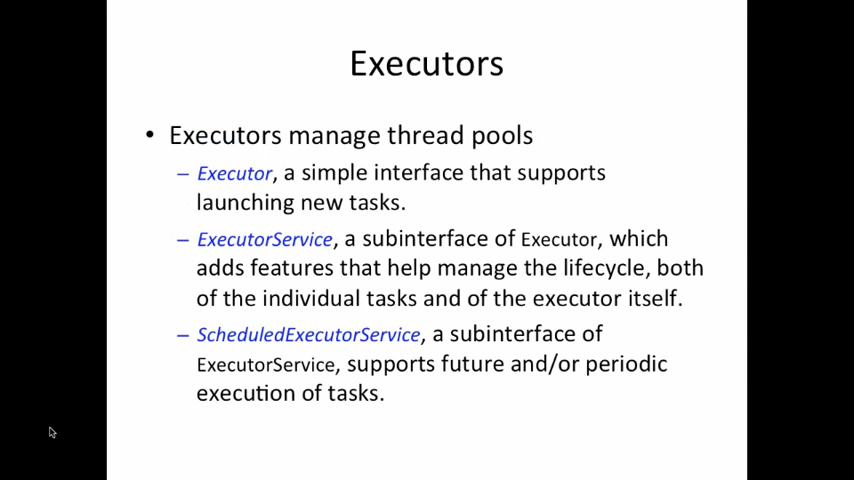 Executors
• Executors manage thread pools
– Executor, a simple interface that supports
launching new tasks.
– ExecutorService, a subinterface of Executor, which
adds features that help manage the lifecycle, both
of the individual tasks and of the executor itself.
– ScheduledExecutorService, a subinterface of
ExecutorService, supports future and/or periodic
execution of tasks.